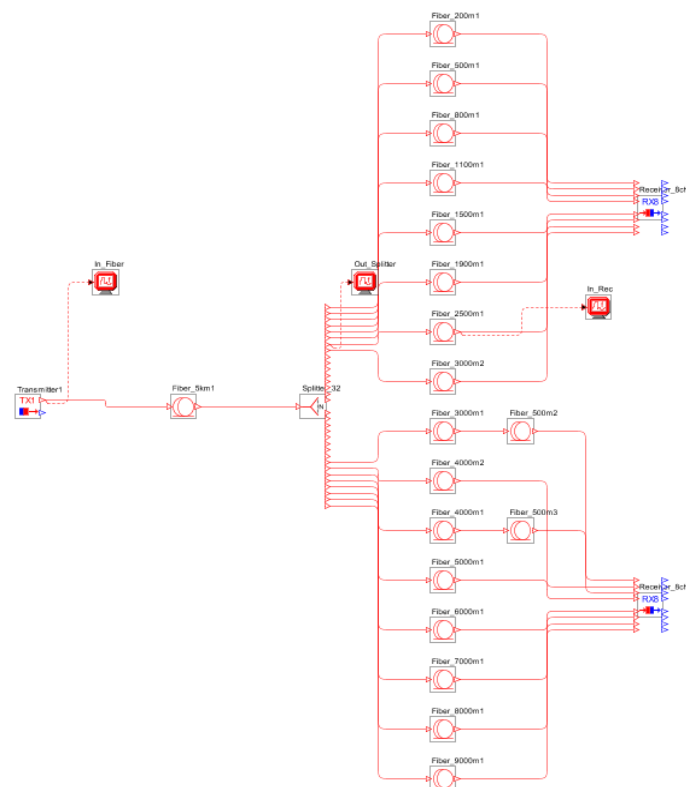 Fiber_200m1
Fiber_500m1
Fiber_800m1
Fiber_1100m1
Receiver_8ch
RX8
Fiber_1500m1
In_Fiber
Out_Splitter
Fiber_1900m1
In_Rec
Fiber_2500m1
Fiber_3000m2
Transmitter1
TX1
Fiber_5km1
Splitter_32
IN
Fiber_3000m1
Fiber_500m2
Fiber_4000m2
Fiber_4000m1
Fiber_500m3
Fiber_5000m1
Receiver_8ch
RX8
Fiber_6000m1
Fiber_7000m1
Fiber_8000m1
Fiber_9000m1